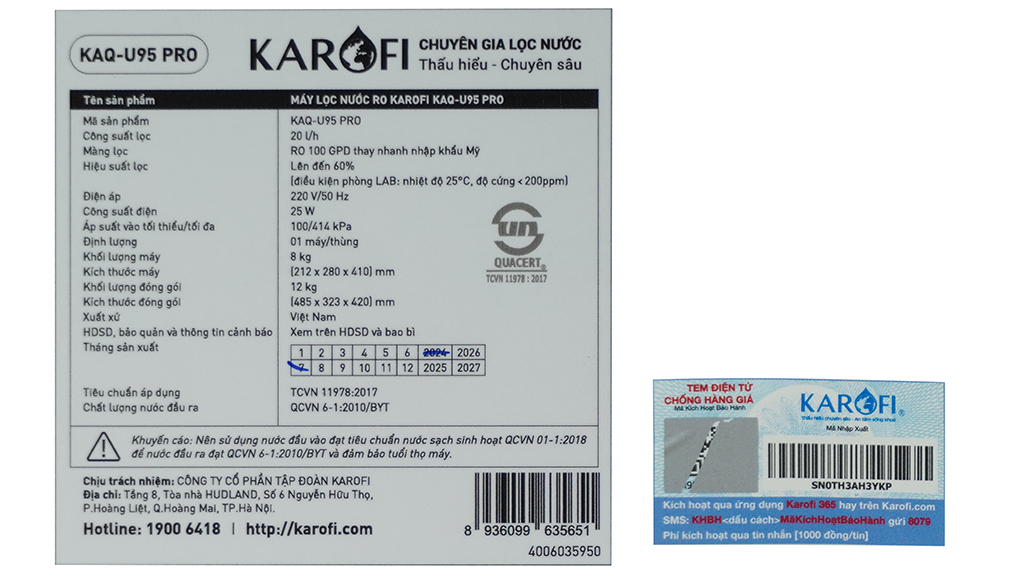 KAQ-U95 PRO
KAROFI
CHUYÊN GIA LỌC NƯỚC
Thấu hiểu - Chuyên sâu
Tên sản phẩm MÁY LỌC NƯỚC RO KAROFI KAQ-U95 PRO
Mã sản phẩm KAQ-U95 PRO
Công suất lọc 20 l/h
Màng lọc RO 100 GPD thay nhanh nhập khẩu Mỹ
Hiệu suất lọc Lên đến 60%
(điều kiện phòng LAB: nhiệt độ 25°C, độ cứng < 200ppm)
Điện áp 220 V/50 Hz
Công suất điện 25 W
Áp suất vào tối thiểu/tối đa 100/414 kPa
Định lượng 01 máy/thùng
Khối lượng máy 8 kg
Kích thước máy (212 x 280 x 410) mm
Khối lượng đóng gói 12 kg
Kích thước đóng gói (485 x 323 x 420) mm
Xuất xứ Việt Nam
HDSD, bảo quản và thông tin cảnh báo Xem trên HDSD và bao bì
Tháng sản xuất 1 2 3 4 5 6 2024 2026
7 8 9 10 11 12 2025 2027
Tiêu chuẩn áp dụng TCVN 11978:2017
Chất lượng nước đầu ra QCVN 6-1:2010/BYT
QUACERT®
TCVN 11978 : 2017
Khuyến cáo: Nên sử dụng nước đầu vào đạt tiêu chuẩn nước sạch sinh hoạt QCVN 01-1:2018
để nước đầu ra đạt QCVN 6-1:2010/BYT và đảm bảo tuổi thọ máy.
Chịu trách nhiệm: CÔNG TY CỔ PHẦN TẬP ĐOÀN KAROFI
Địa chỉ: Tầng 8, Tòa nhà HUDLAND, Số 6 Nguyễn Hữu Thọ,
P.Hoàng Liệt, Q.Hoàng Mai, TP.Hà Nội.
Hotline: 1900 6418 | http://karofi.com
8 936099 635651
4006035950
TEM ĐIỆN TỬ
CHỐNG HÀNG GIẢ
Mã Kích Hoạt Bảo Hành
KAROFI®
Thấu hiểu chuyên sâu - An tâm sống khoẻ
Mã Nhập Xuất
SN0TH3AH3YKP
Kích hoạt qua ứng dụng Karofi 365 hay trên Karofi.com
SMS: KHBH <dấu cách> MãKíchHoạtBảoHành gửi 8079
Phí kích hoạt qua tin nhắn [1000 đồng/tin]